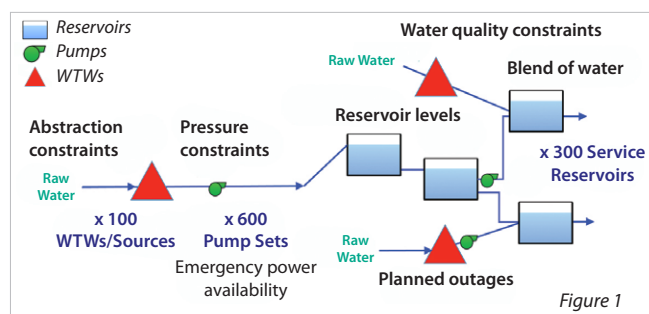 Reservoirs
Pumps
WTWs
Water quality constraints
Raw Water
Blend of water
Reservoir levels
Abstraction
constraints
Pressure
constraints
Raw
Water
x 300 Service
Reservoirs
x 100
WTWs/Sources
x 600
Pump Sets
Emergency power
availability
Raw
Water
Planned outages
Figure 1